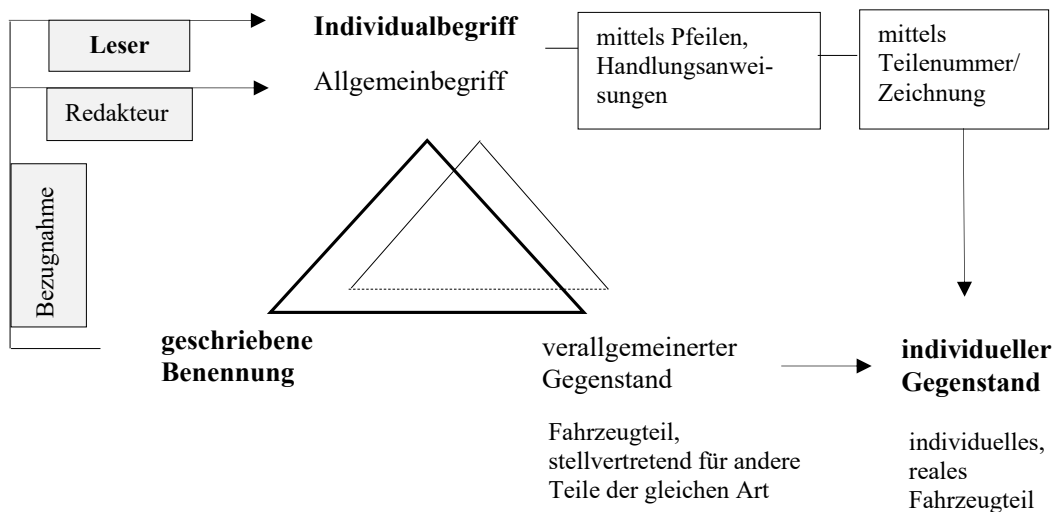 Leser
Redakteur
Bezugnahme
Individualbegriff
Allgemeinbegriff
mittels Pfeilen,
Handlungsanwei-
sungen
mittels
Teilenummer/
Zeichnung
geschriebene
Benennung
verallgemeinerter
Gegenstand
individueller
Gegenstand
Fahrzeugteil,
stellvertretend für andere
Teile der gleichen Art
individuelles,
reales
Fahrzeugteil